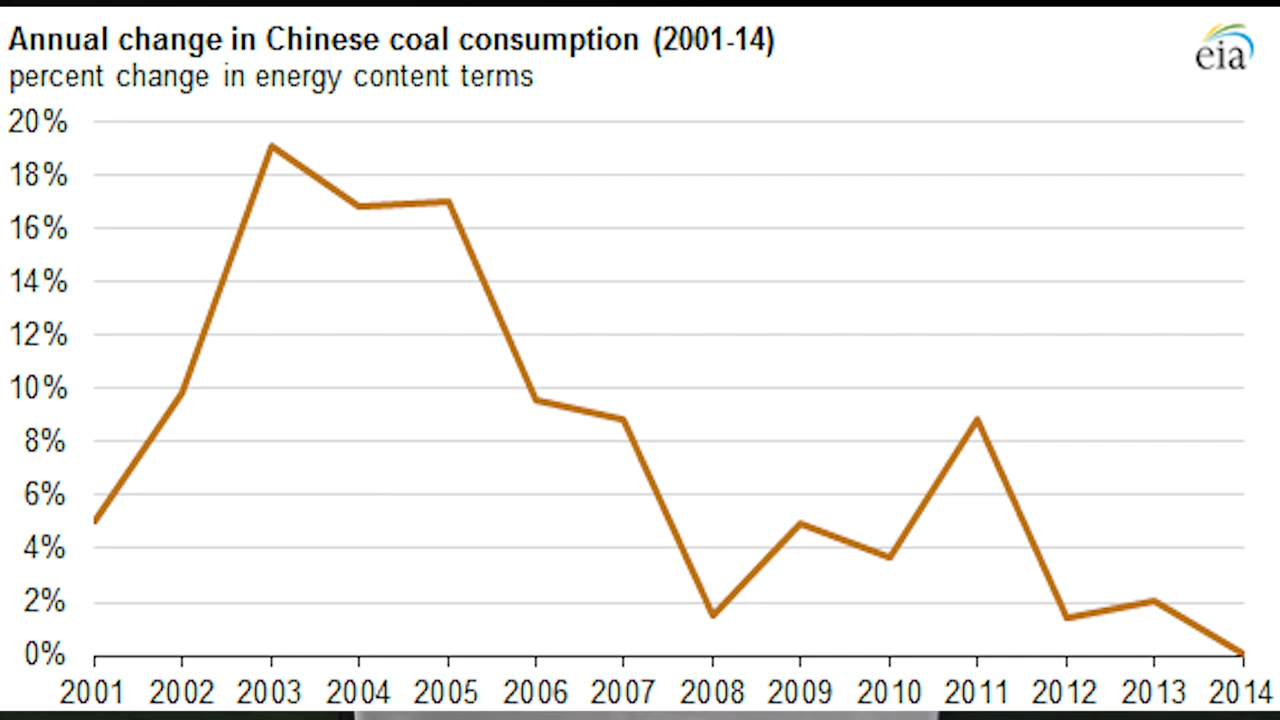 Annual change in Chinese coal consumption (2001-14)
eia
percent change in energy content terms
20%
18%
16%
14%
12%
10%
8%
6%
4%
2%
0%
2001 2002 2003 2004 2005 2006 2007 2008 2009 2010 2011 2012 2013 2014